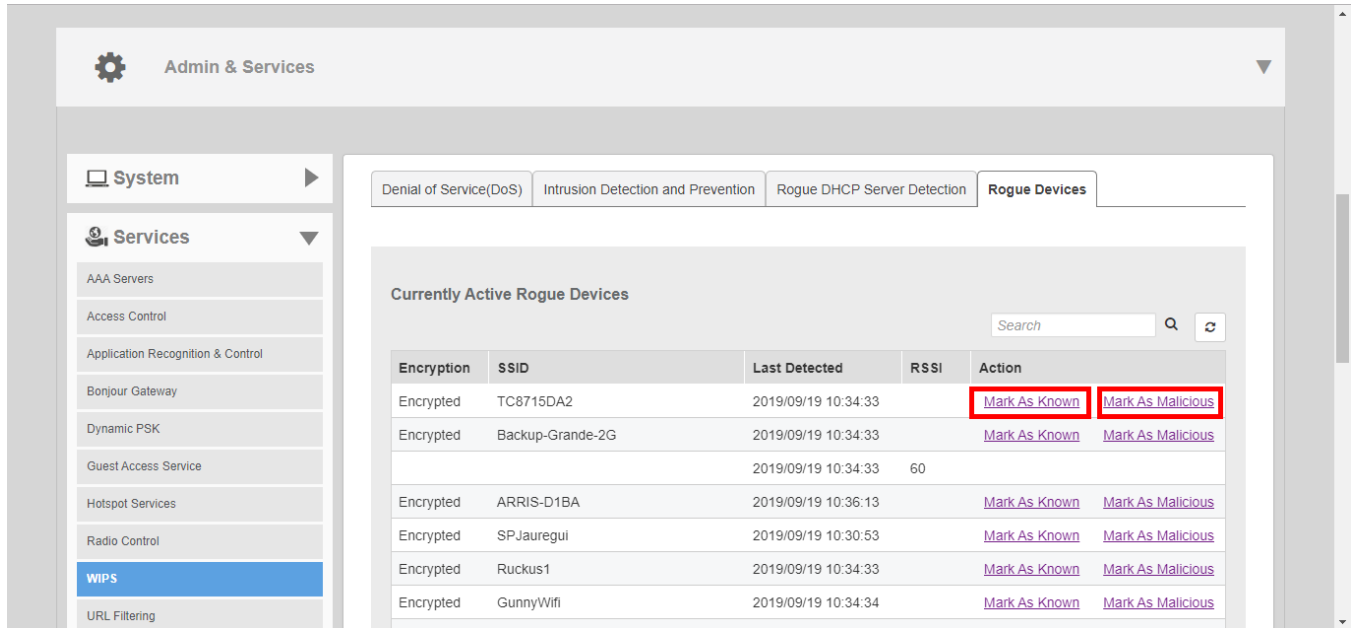 Admin & Services
System
Services
AAA Servers
Access Control
Application Recognition & Control
Bonjour Gateway
Dynamic PSK
Guest Access Service
Hotspot Services
Radio Control
WIPS
URL Filtering
Denial of Service(DoS) Intrusion Detection and Prevention Rogue DHCP Server Detection Rogue Devices
Currently Active Rogue Devices
Search
Encryption SSID Last Detected RSSI Action
Encrypted TC8715DA2 2019/09/19 10:34:33 Mark As Known Mark As Malicious
Encrypted Backup-Grande-2G 2019/09/19 10:34:33 Mark As Known Mark As Malicious
2019/09/19 10:34:33 60
Encrypted ARRIS-D1BA 2019/09/19 10:36:13 Mark As Known Mark As Malicious
Encrypted SPJauregui 2019/09/19 10:30:53 Mark As Known Mark As Malicious
Encrypted Ruckus1 2019/09/19 10:34:33 Mark As Known Mark As Malicious
Encrypted GunnyWifi 2019/09/19 10:34:34 Mark As Known Mark As Malicious